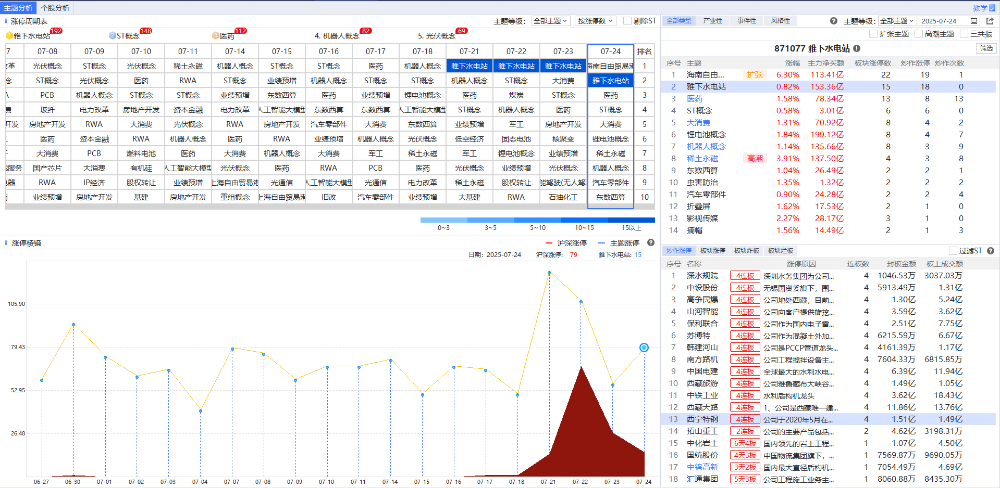 主题分析 个股分析 教学
涨停周期表 主题等级: 全部主题 按涨停数 剔除ST
1 雅下水电站 192 2 ST概念 148 3 医药 112 4. 机器人概念 82 5. 光伏概念 69
7 07-08 07-09 07-10 07-11 07-14 07-15 07-16 07-17 07-18 07-21 07-22 07-23 07-24 排名
改革 光伏概念 ST概念 光伏概念 稀土永磁 机器人概念 ST概念 ST概念 医药 机器人概念 雅下水电站 雅下水电站 雅下水电站 海南自由贸易港 1
念 ST概念 光伏概念 医药 RWA ST概念 业绩预增 机器人概念 ST概念 ST概念 机器人概念 ST概念 大消费 雅下水电站 2
A PCB 机器人概念 ST概念 ST概念 业绩预增 东数西算 医药 业绩预增 锂电池概念 医药 煤炭 ST概念 医药 3
费 玻纤 电力改革 房地产开发 资本金融 电力改革 人工智能大模型 东数西算 东数西算 人工智能大模型 ST概念 机器人概念 医药 ST概念 4
开发 房地产开发 RWA 大消费 光伏概念 RWA 房地产开发 汽车零部件 大消费 东数西算 业绩预增 军工 房地产开发 大消费 5
医药 资本金融 RWA 机器人概念 医药 RWA 业绩预增 机器人概念 光伏概念 低空经济 固态电池 核聚变 锂电池概念 6
大消费 PCB 燃料电池 医药 大消费 机器人概念 大消费 军工 稀土永磁 军工 锂电池概念 业绩预增 稀土永磁 7
服务 国产芯片 大消费 有机硅 人工智能大模型 光伏概念 医药 RWA PCB 医药 光伏概念 业绩预增 光伏概念 机器人概念 8
器 RWA IP经济 股权转让 业绩预增 上海自由贸易港 光通信 人工智能大模型 光通信 电力改革 稀土永磁 股权转让 能驾驶(无人驾 汽车零部件 9
业绩预增 房地产开发 基建 房地产开发 重组概念 上海自由贸易港 旧改 汽车零部件 业绩预增 大基建 RWA 石油化工 东数西算 10
0~3 3~5 5~10 10~15 15以上
涨停棱镜 沪深涨停 主题涨停
日期: 2025-07-24 沪深涨停: 79 雅下水电站: 15
105.90
79.43
52.95
26.48
06-27 06-30 07-01 07-02 07-03 07-04 07-07 07-08 07-09 07-10 07-11 07-14 07-15 07-16 07-17 07-18 07-21 07-22 07-23 07-24
全部类型 产业性 事件性 风格性 主题等级: 全部主题 2025-07-24
扩张主题 高潮主题 三共振
871077 雅下水电站 筛选
序号 主题 涨幅 主力净买额 板块涨停数 炒作涨停 炒作次数
1 海南自由... 扩张 6.30% 113.41亿 22 19 1
2 雅下水电站 0.82% 153.36亿 15 18 0
3 医药 1.58% 78.34亿 13 8 13
4 ST概念 0.58% 3.01亿 6 6 0
5 大消费 1.31% 70.92亿 8 4 2
6 锂电池概念 1.84% 199.12亿 8 4 7
7 机器人概念 1.14% 135.66亿 8 3 9
8 稀土永磁 高潮 3.91% 137.50亿 4 3 8
9 东数西算 1.04% 26.49亿 2 2 1
10 虫害防治 1.35% 1.32亿 2 2 2
11 汽车零部件 0.90% 24.28亿 2 2 4
12 折叠屏 1.62% 17.53亿 2 1 0
13 影视传媒 2.27% 28.17亿 3 1 0
14 摘帽 1.56% 14.49亿 2 1 3
炒作涨停 板块涨停 板块炸板 板块烂板 过滤ST
序号 名称 涨停原因 连板数 封板金额 板上成交额
1 深水规院 4连板 深圳水务集团为公司... 4 1046.53万 3037.03万
2 中设股份 4连板 无锡国资委旗下，围... 4 5913.49万 1.31亿
3 高争民爆 4连板 公司地处西藏，目前... 4 1.30亿 5.24亿
4 山河智能 4连板 公司向客户提供旋挖... 4 3.59亿 3.62亿
5 保利联合 4连板 公司作为国内电子雷... 4 2.51亿 7.75亿
6 苏博特 4连板 公司作为混凝土外加... 4 6215.59万 6.67亿
7 韩建河山 4连板 公司是PCCP管道龙头... 4 4161.39万 1.17亿
8 南方路机 4连板 公司工程搅拌设备主... 4 7604.33万 6815.85万
9 中国电建 4连板 全球最大的水利水电... 4 6.39亿 11.94亿
10 西藏旅游 4连板 公司雅鲁藏布大峡谷... 4 1.49亿 1.05亿
11 中铁工业 4连板 水利盾构机龙头 4 3.62亿 18.43亿
12 西藏天路 4连板 1、公司是西藏唯一建... 4 11.86亿 13.76亿
13 西宁特钢 4连板 公司于2020年5月在... 4 1.51亿 1.49亿
14 拓山重工 2连板 公司的主要产品包括... 2 4.62亿 3198.31万
15 中化岩土 6天4板 国内领先的岩土工程... 1 1.07亿 4.50亿
16 国统股份 4天3板 中国物流集团旗下，... 1 7569.87万 9690.05万
17 中钨高新 3天2板 国内最大直径盾构机... 1 7054.49万 4.69亿
18 汇通集团 5天3板 公司工程施工业务主... 1 8060.88万 8435.30万